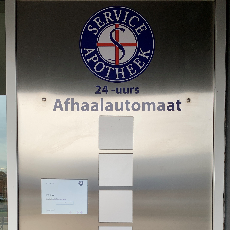 SERVICE
APOTHEEK
24-uurs
Afhaalautomaat